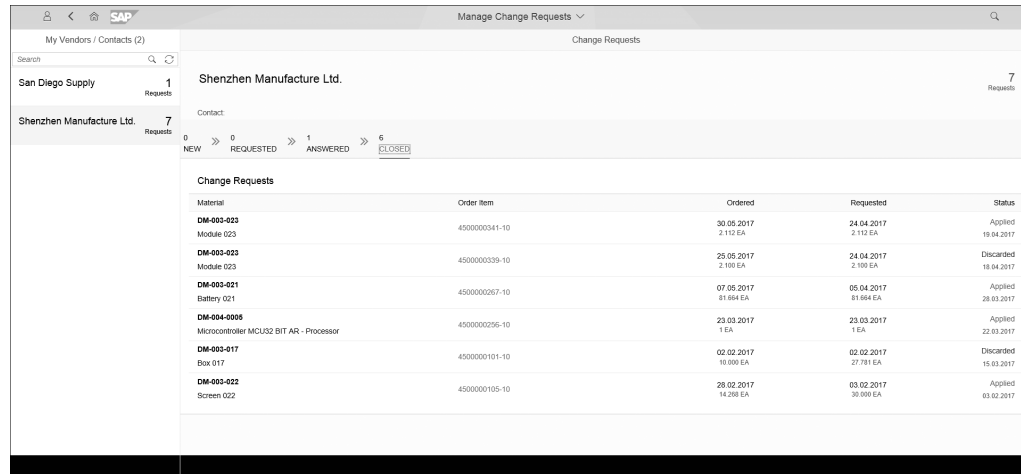 SAP
Manage Change Requests
My Vendors / Contacts (2)
Change Requests
Search
San Diego Supply 1
Requests
Shenzhen Manufacture Ltd. 7
Requests
Shenzhen Manufacture Ltd. 7
Requests
Contact:
0 0 1 6
NEW REQUESTED ANSWERED CLOSED
Change Requests
Material Order Item Ordered Requested Status
DM-003-023 4500000341-10 30.05.2017 24.04.2017 Applied
Module 023 2.112 EA 2.112 EA 19.04.2017
DM-003-023 4500000339-10 25.05.2017 24.04.2017 Discarded
Module 023 2.100 EA 2.100 EA 18.04.2017
DM-003-021 4500000267-10 07.05.2017 05.04.2017 Applied
Battery 021 81.664 EA 81.664 EA 28.03.2017
DM-004-0005 4500000256-10 23.03.2017 23.03.2017 Applied
Microcontroller MCU32 BIT AR - Processor 1 EA 1 EA 22.03.2017
DM-003-017 4500000101-10 02.02.2017 02.02.2017 Discarded
Box 017 10.000 EA 27.781 EA 15.03.2017
DM-003-022 4500000105-10 28.02.2017 03.02.2017 Applied
Screen 022 14.268 EA 30.000 EA 03.02.2017